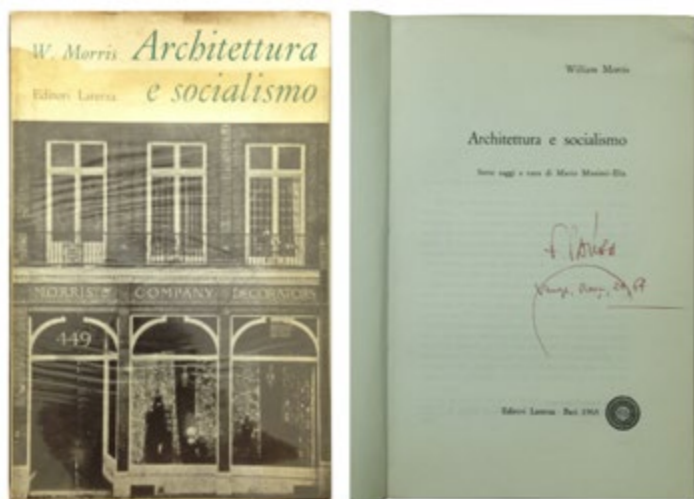 W. Morris Architettura
Editori Laterza e socialismo
MORRIS & COMPANY DECORATORS
449
William Morris
Architettura e socialismo
Sette saggi a cura di Mario Manieri-Elia
Editori Laterza Bari 1963